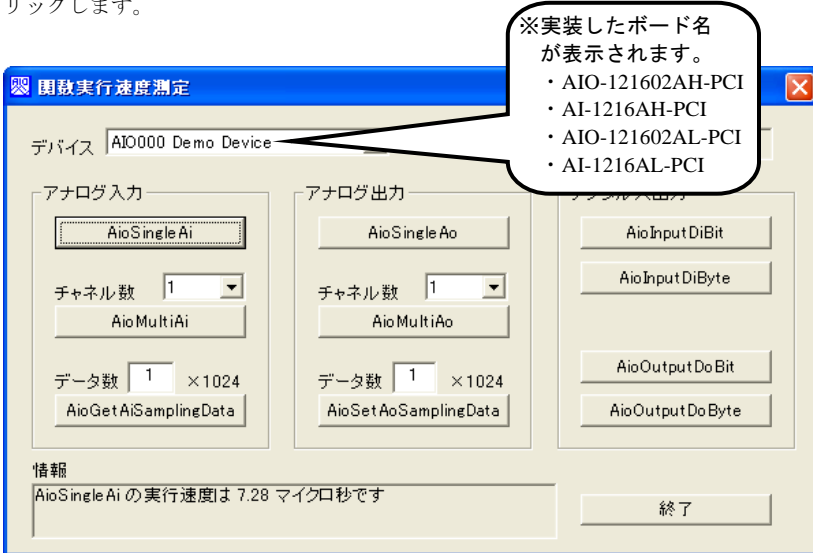 リックします。
※実装したボード名
が表示されます。
・AIO-121602AH-PCI
・AI-1216AH-PCI
・AIO-121602AL-PCI
・AI-1216AL-PCI
関数実行速度測定
デバイス AIO000 Demo Device
アナログ入力
AioSingleAi
チャネル数 1
AioMultiAi
データ数 1 ×1024
AioGetAiSamplingData
アナログ出力
AioSingleAo
チャネル数 1
AioMultiAo
データ数 1 ×1024
AioSetAoSamplingData
AioInputDiBit
AioInputDiByte
AioOutputDoBit
AioOutputDoByte
情報
AioSingleAi の実行速度は 7.28 マイクロ秒です
終了